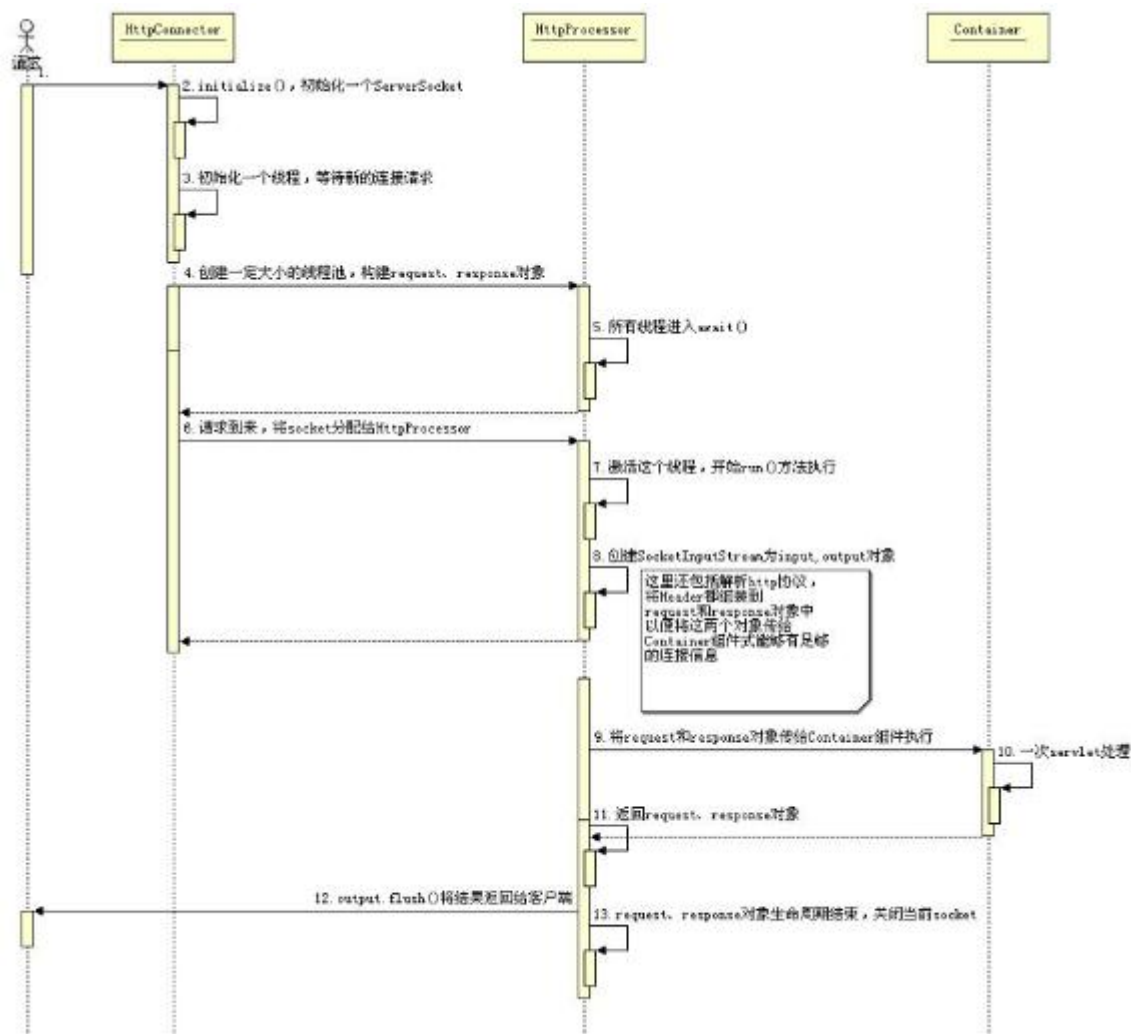 HttpConnector
HttpProcessor
Container
请求
1.
2.initialize()，初始化一个ServerSocket
3.初始化一个线程，等待新的连接请求
4.创建一定大小的线程池，构建request、response对象
5.所有线程进入await()
6.请求到来，将socket分配给HttpProcessor
7.激活这个线程，开始run()方法执行
8.创建SocketInputStream为input,output对象
这里还包括解析http协议，
将Header都组装到
request和response对象中
以便将这两个对象传给
Container组件式能够有足够
的连接信息
9.将request和response对象传给Container组件执行
10.一次servlet处理
11.返回request、response对象
12.output.flush()将结果返回给客户端
13.request、response对象生命周期结束，关闭当前socket